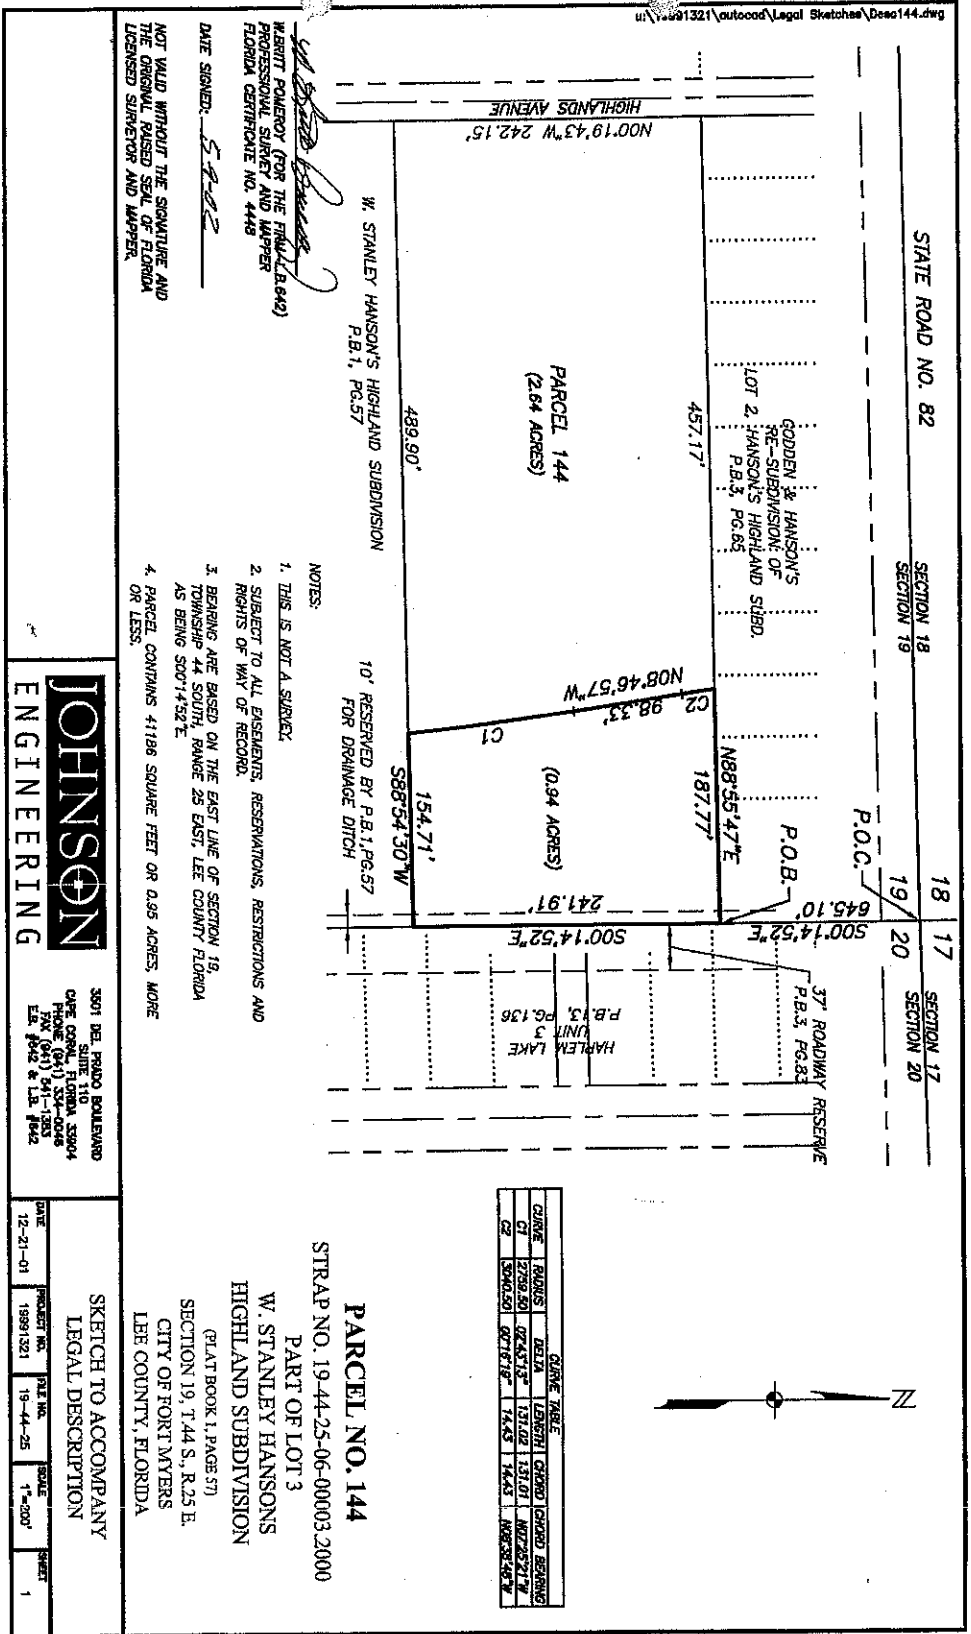 STATE ROAD NO. 82
SECTION 18
SECTION 19
18
17
19
20
SECTION 17
SECTION 20
P.O.C.
645.10'
S00°14'52"E
GODDEN & HANSON'S
RE-SUBDIVISION OF
LOT 2, HANSON'S HIGHLAND SUBD.
P.B.3, PG.65
P.O.B.
37' ROADWAY RESERVE
P.B.3, PG.83
457.17'
N88°55'47"E
187.77'
HIGHLANDS AVENUE
N00°19'43"W 242.15'
PARCEL 144
(2.64 ACRES)
C2
98.33'
N08°46'57"W
C1
(0.94 ACRES)
241.91'
S00°14'52"E
HARLEM LAKE
UNIT 3
P.B.13, PG.136
489.90'
154.71'
S88°54'30"W
W. STANLEY HANSON'S HIGHLAND SUBDIVISION
P.B.1, PG.57
10' RESERVED BY P.B.1,PG.57
FOR DRAINAGE DITCH
CURVE TABLE
CURVE RADIUS DELTA LENGTH CHORD CHORD BEARING
C1 2759.50 02°43'13" 131.02 131.01 N07°25'21"W
C2 3040.50 00°16'19" 14.43 14.43 N08°38'48"W
N
NOTES:
1. THIS IS NOT A SURVEY.
2. SUBJECT TO ALL EASEMENTS, RESERVATIONS, RESTRICTIONS AND
RIGHTS OF WAY OF RECORD.
3. BEARING ARE BASED ON THE EAST LINE OF SECTION 19,
TOWNSHIP 44 SOUTH, RANGE 25 EAST, LEE COUNTY FLORIDA
AS BEING S00°14'52"E.
4. PARCEL CONTAINS 41186 SQUARE FEET OR 0.95 ACRES, MORE
OR LESS.
W.BRITT POMEROY (FOR THE FIRM-L.B.642)
PROFESSIONAL SURVEY AND MAPPER
FLORIDA CERTIFICATE NO. 4448
DATE SIGNED: 5-9-02
NOT VALID WITHOUT THE SIGNATURE AND
THE ORIGINAL RAISED SEAL OF FLORIDA
LICENSED SURVEYOR AND MAPPER.
PARCEL NO. 144
STRAP NO. 19-44-25-06-00003.2000
PART OF LOT 3
W. STANLEY HANSONS
HIGHLAND SUBDIVISION
(PLAT BOOK 1, PAGE 57)
SECTION 19, T.44 S., R.25 E.
CITY OF FORT MYERS
LEE COUNTY, FLORIDA
JOHNSON
ENGINEERING
3501 DEL PRADO BOULEVARD
SUITE 110
CAPE CORAL, FLORIDA 33904
PHONE (941) 334-0046
FAX (941) 541-1383
E.B. #642 & L.B. #642
SKETCH TO ACCOMPANY
LEGAL DESCRIPTION
DATE
12-21-01
PROJECT NO.
19991321
FILE NO.
19-44-25
SCALE
1"=200'
SHEET
1